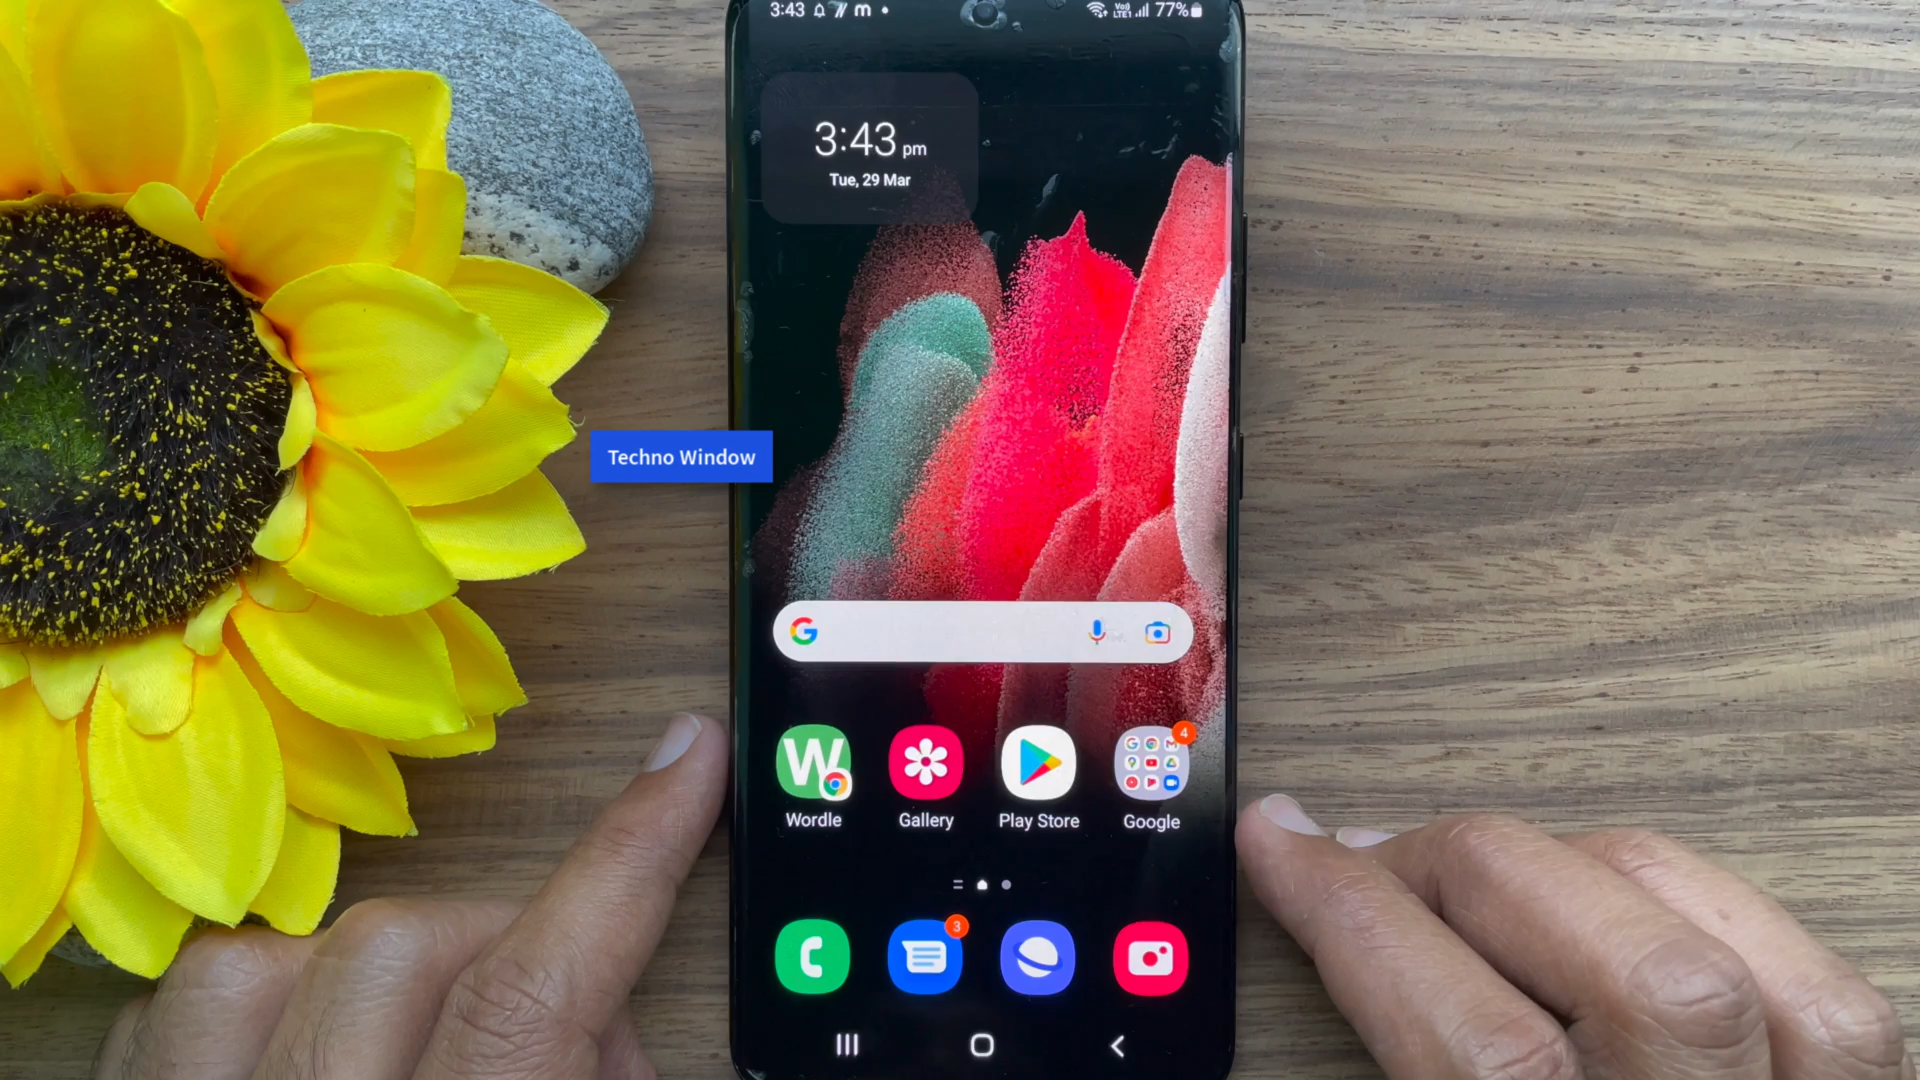 3:43
77%
3:43 pm
Tue, 29 Mar
Techno Window
G
W
Wordle
Gallery
Play Store
4
Google
3